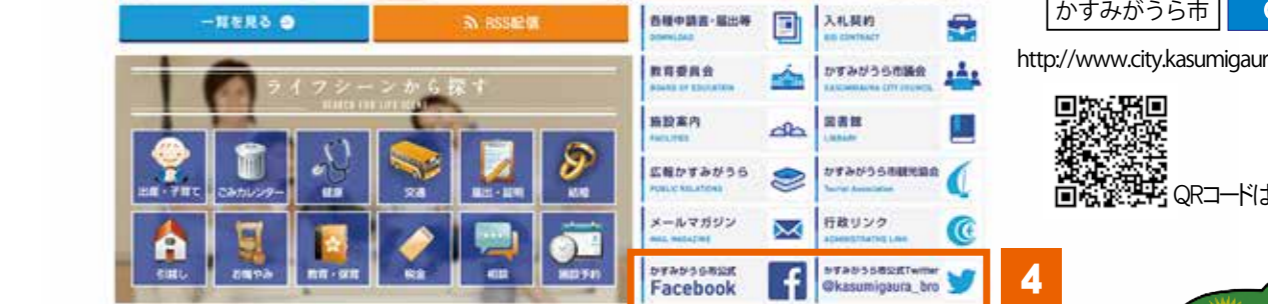 一覧を見る
RSS配信
ライフシーンから探す
SEARCH FOR LIFE SCENE
出産・子育て
ごみカレンダー
健康
交通
届出・証明
結婚
引越し
お悔やみ
教育・保育
税金
相談
施設予約
各種申請書・届出等
DOWNLOAD
入札契約
BID CONTRACT
教育委員会
BOARD OF EDUCATION
かすみがうら市議会
KASUMIGAURA CITY COUNCIL
施設案内
FACILITIES
図書館
LIBRARY
広報かすみがうら
PUBLIC RELATIONS
かすみがうら市観光協会
Tourist Association
メールマガジン
MAIL MAGAZINE
行政リンク
ADMINISTRATIVE LINK
かすみがうら市公式
Facebook
かすみがうら市公式Twitter
@kasumigaura_bro
4
かすみがうら市
http://www.city.kasumigaur
QRコードは